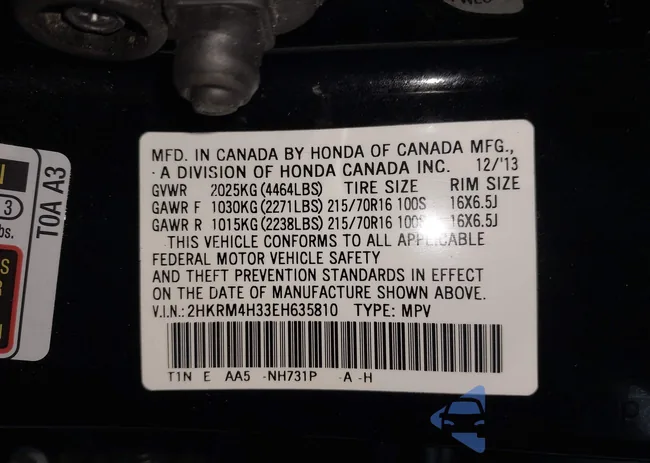 MFD. IN CANADA BY HONDA OF CANADA MFG.,
A DIVISION OF HONDA CANADA INC. 12/'13
GVWR 2025KG(4464LBS) TIRE SIZE RIM SIZE
GAWR F 1030KG(2271LBS) 215/70R16 100S 16X6.5J
GAWR R 1015KG(2238LBS) 215/70R16 100S 16X6.5J
THIS VEHICLE CONFORMS TO ALL APPLICABLE
FEDERAL MOTOR VEHICLE SAFETY
AND THEFT PREVENTION STANDARDS IN EFFECT
ON THE DATE OF MANUFACTURE SHOWN ABOVE.
V.I.N.: 2HKRM4H33EH635810 TYPE: MPV
T1N E AA5 -NH731P -A -H
T0A A3
3
bs.